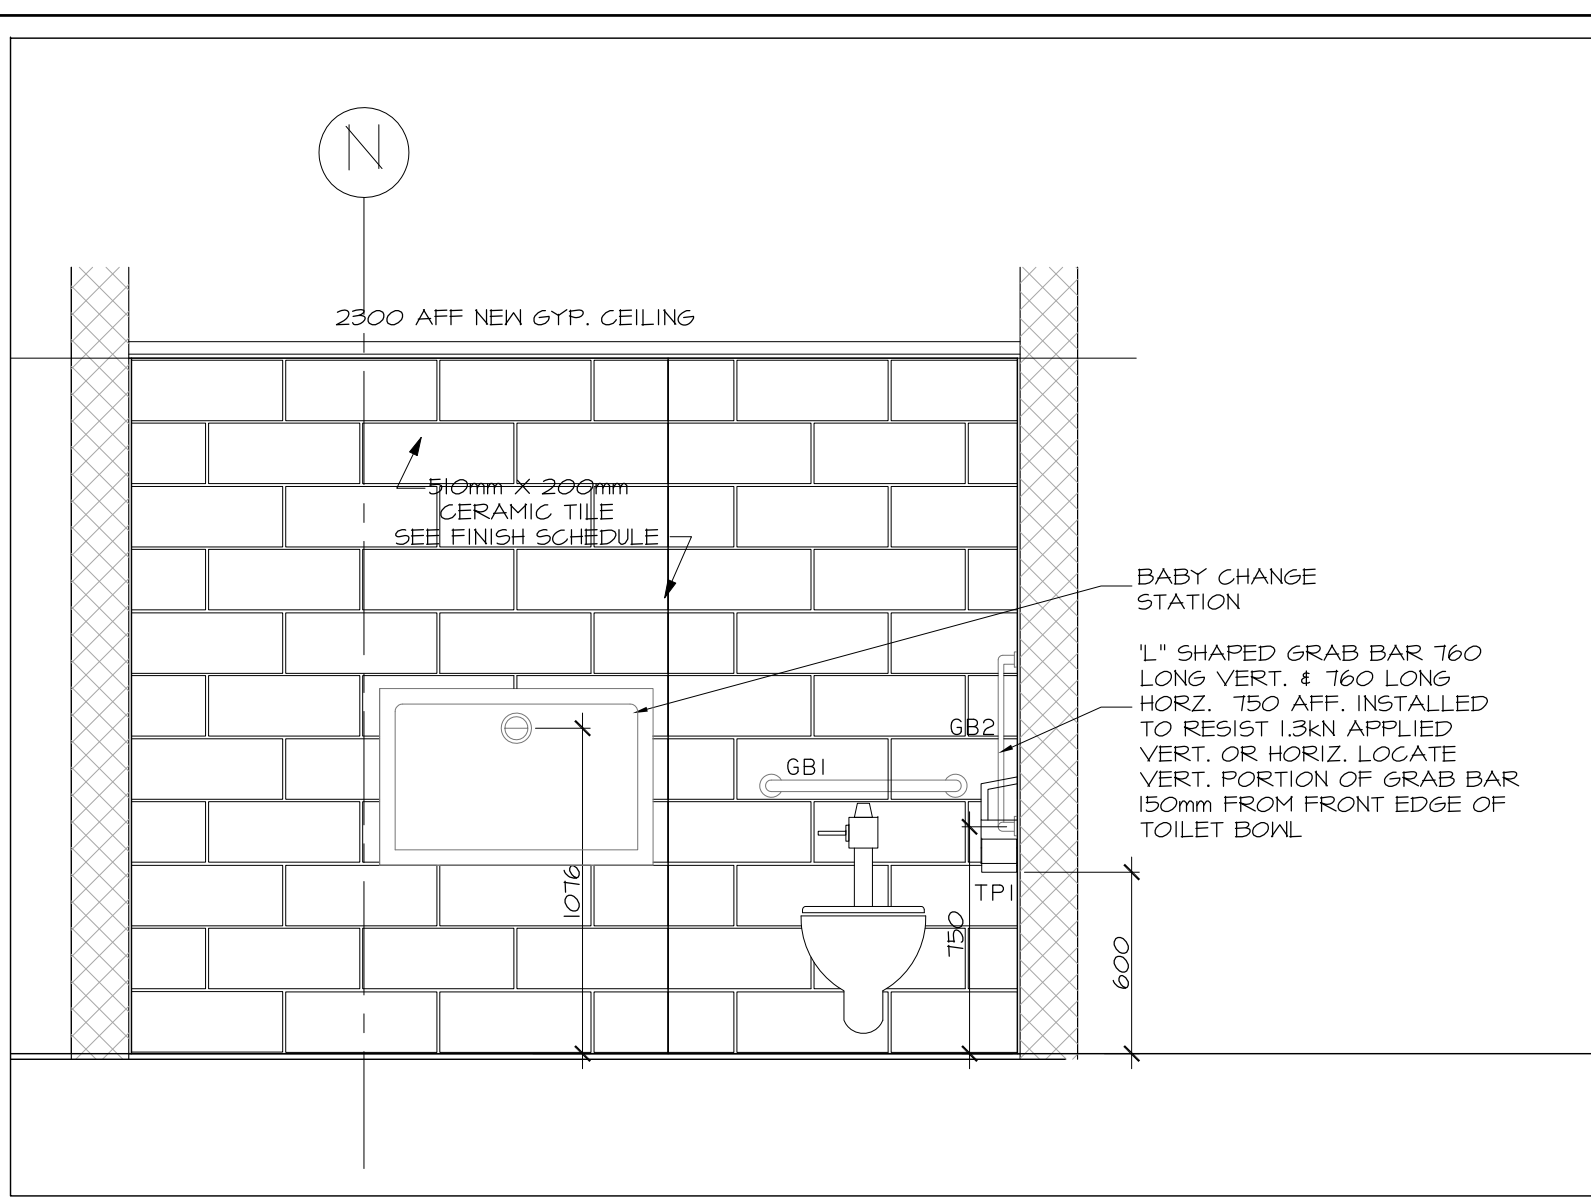 N
2300 AFF NEW GYP. CEILING
510mm X 200mm
CERAMIC TILE
SEE FINISH SCHEDULE
BABY CHANGE
STATION
'L" SHAPED GRAB BAR 760
LONG VERT. & 760 LONG
HORZ. 750 AFF. INSTALLED
TO RESIST 1.3kN APPLIED
VERT. OR HORIZ. LOCATE
VERT. PORTION OF GRAB BAR
150mm FROM FRONT EDGE OF
TOILET BOWL
GB2
GB1
TP1
1076
750
600